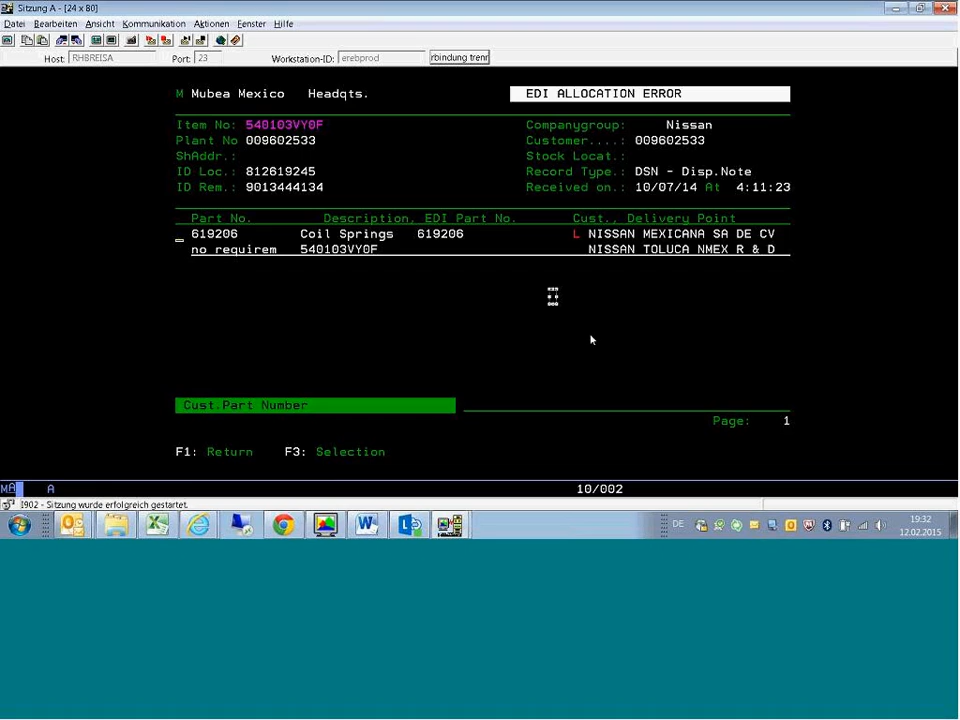 Sitzung A - [24 x 80]
Datei Bearbeiten Ansicht Kommunikation Aktionen Fenster Hilfe
Host: RHBREISA Port: 23 Workstation-ID: erebprod rbindung trenr
M Mubea Mexico Headqts. EDI ALLOCATION ERROR
Item No: 540103VY0F Companygroup: Nissan
Plant No 009602533 Customer....: 009602533
ShAddr.: Stock Locat.:
ID Loc.: 812619245 Record Type.: DSN - Disp.Note
ID Rem.: 9013444134 Received on.: 10/07/14 At 4:11:23
Part No. Description, EDI Part No. Cust., Delivery Point
619206 Coil Springs 619206 L NISSAN MEXICANA SA DE CV
no requirem 540103VY0F NISSAN TOLUCA NMEX R & D
Cust.Part Number
Page: 1
F1: Return F3: Selection
MA A 10/002
I902 - Sitzung wurde erfolgreich gestartet.
DE 19:32
12.02.2015